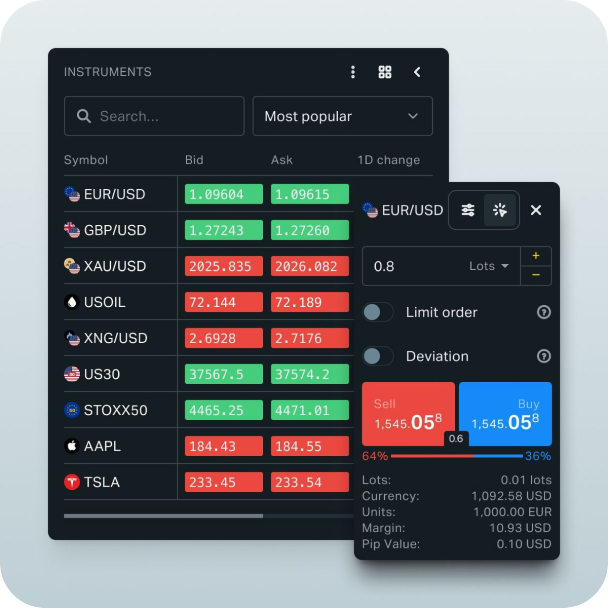 INSTRUMENTS
Search...
Most popular
Symbol Bid Ask 1D change
EUR/USD 1.09604 1.09615
GBP/USD 1.27243 1.27260
XAU/USD 2025.835 2026.082
USOIL 72.144 72.189
XNG/USD 2.6928 2.7176
US30 37567.5 37574.2
STOXX50 4465.25 4471.01
AAPL 184.43 184.55
TSLA 233.45 233.54
EUR/USD
0.8 Lots + −
Limit order ?
Deviation ?
Sell Buy
1,545.058 1,545.058
0.6
64% 36%
Lots: 0.01 lots
Currency: 1,092.58 USD
Units: 1,000.00 EUR
Margin: 10.93 USD
Pip Value: 0.10 USD